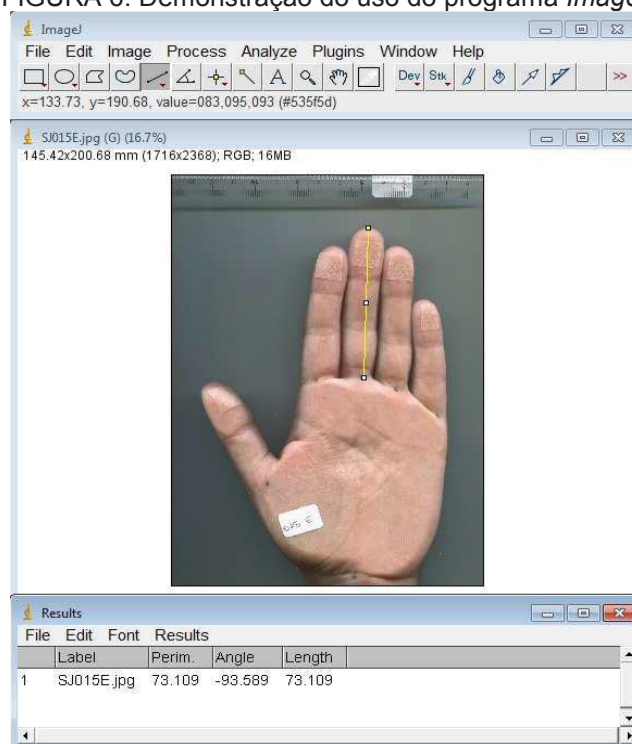 FIGURA 6: Demonstração do uso do programa Image
ImageJ
File Edit Image Process Analyze Plugins Window Help
A Dev Stk >>
x=133.73, y=190.68, value=083,095,093 (#535f5d)
SJ015E.jpg (G) (16.7%)
145.42x200.68 mm (1716x2368); RGB; 16MB
Results
File Edit Font Results
Label Perim. Angle Length
1 SJ015E.jpg 73.109 -93.589 73.109